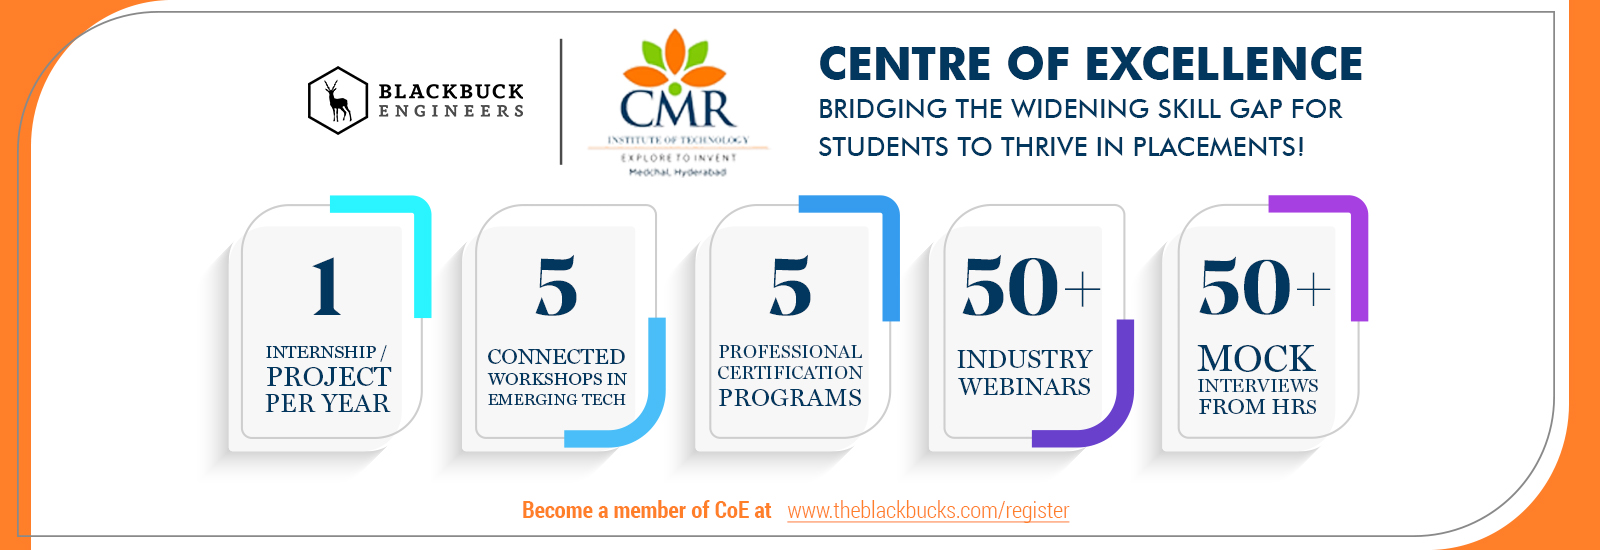 BLACKBUCK
ENGINEERS
CMR
INSTITUTE OF TECHNOLOGY
EXPLORE TO INVENT
Medchal, Hyderabad
CENTRE OF EXCELLENCE
BRIDGING THE WIDENING SKILL GAP FOR
STUDENTS TO THRIVE IN PLACEMENTS!
1
INTERNSHIP /
PROJECT
PER YEAR
5
CONNECTED
WORKSHOPS IN
EMERGING TECH
5
PROFESSIONAL
CERTIFICATION
PROGRAMS
50+
INDUSTRY
WEBINARS
50+
MOCK
INTERVIEWS
FROM HRS
Become a member of CoE at www.theblackbucks.com/register